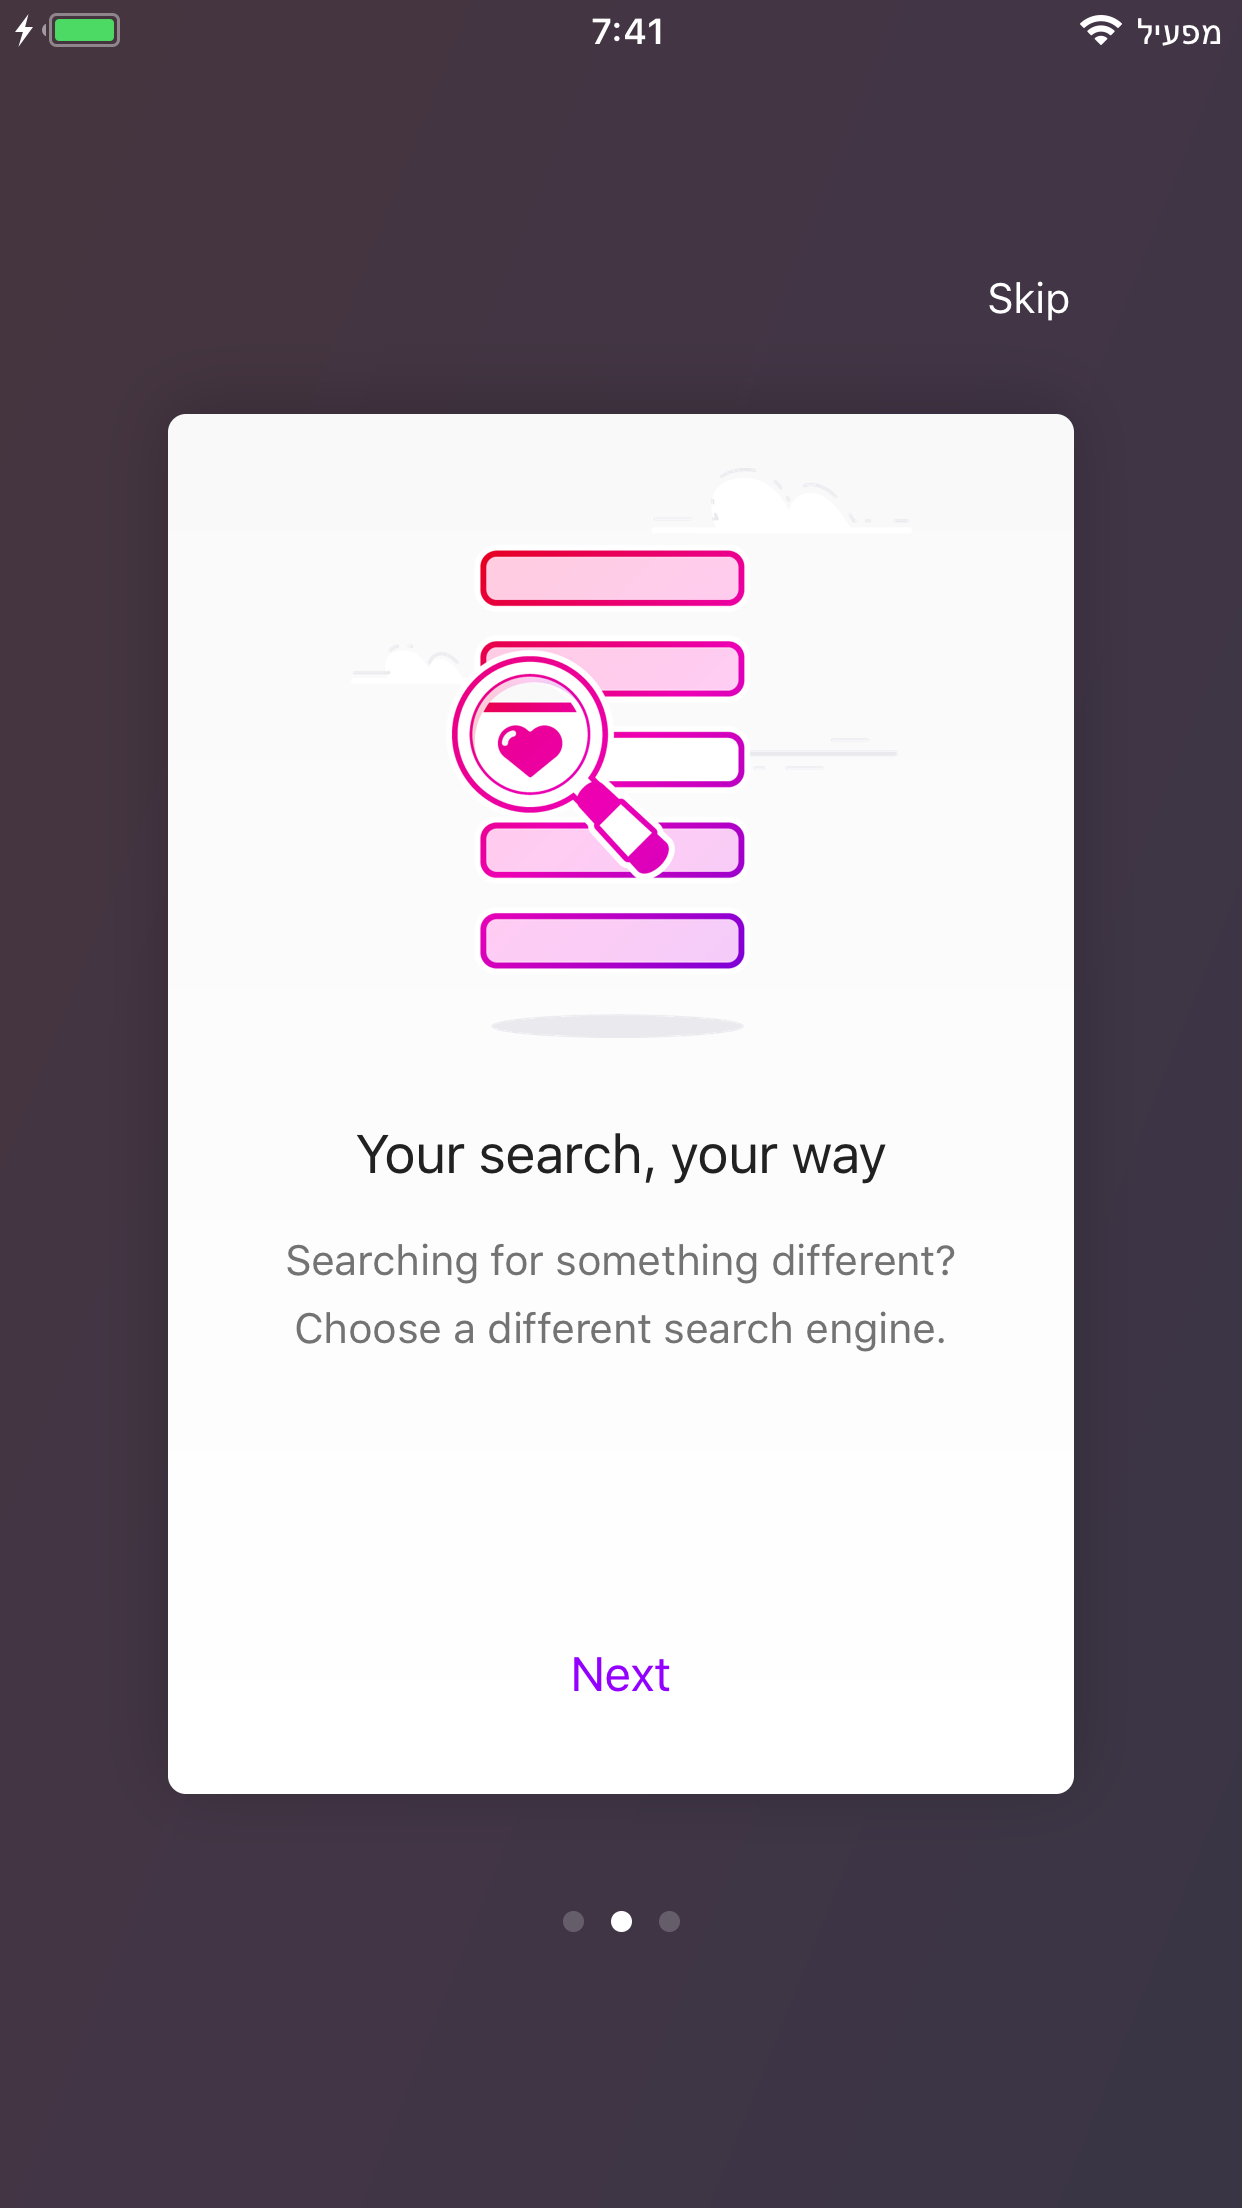 7:41
מפעיל
Skip
Your search, your way
Searching for something different?
Choose a different search engine.
Next